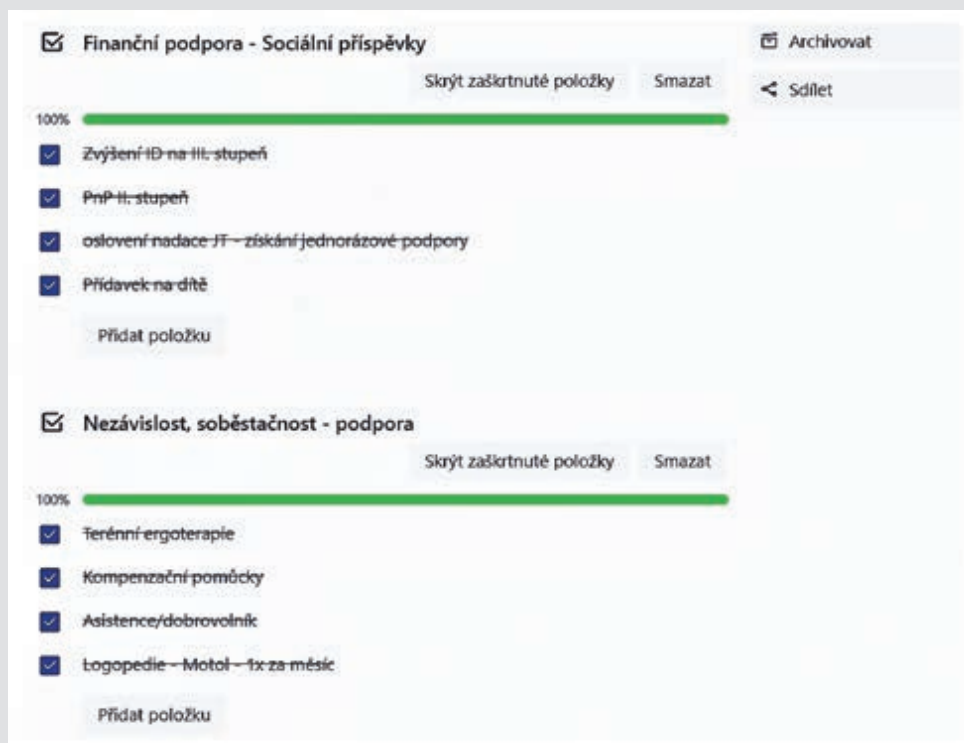 Finanční podpora - Sociální příspěvky
Archivovat
Skrýt zaškrtnuté položky Smazat
Sdílet
100%
Zvýšení ID na III. stupeň
PnP II. stupeň
oslovení nadace JT - získání jednorázové podpory
Přídavek na dítě
Přidat položku
Nezávislost, soběstačnost - podpora
Skrýt zaškrtnuté položky Smazat
100%
Terénní ergoterapie
Kompenzační pomůcky
Asistence/dobrovolník
Logopedie - Motol - 1x za měsíc
Přidat položku